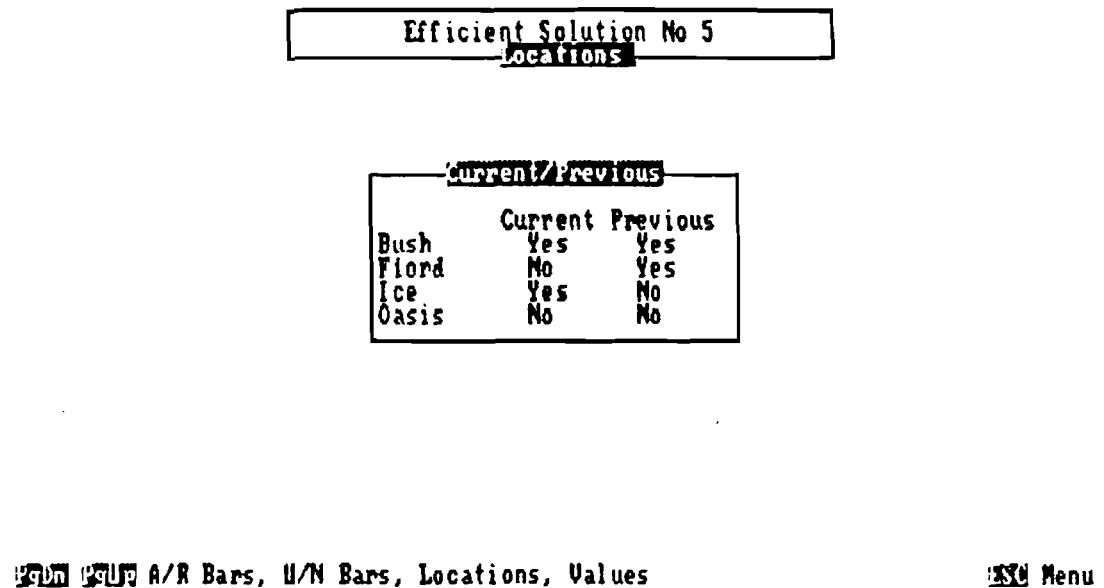 Efficient Solution No 5
Locations
Current/Previous
Current Previous
Bush Yes Yes
Fiord No Yes
Ice Yes No
Oasis No No
PgDn PgUp A/R Bars, U/N Bars, Locations, Values ESC Menu